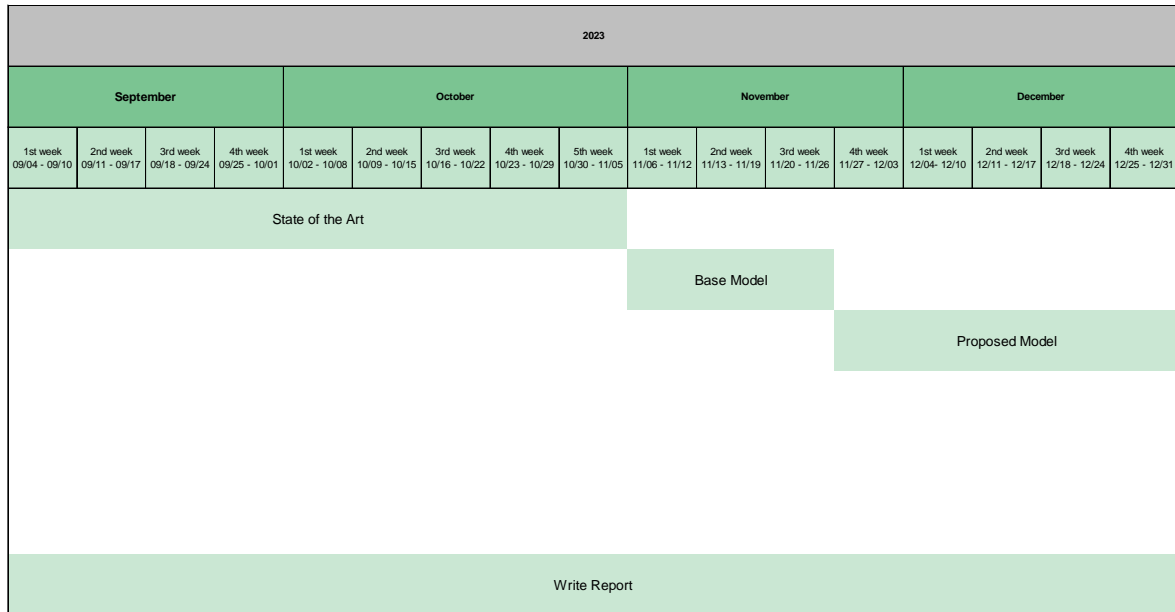 2023
September October November December
1st week 2nd week 3rd week 4th week 1st week 2nd week 3rd week 4th week 5th week 1st week 2nd week 3rd week 4th week 1st week 2nd week 3rd week 4th week
09/04 - 09/10 09/11 - 09/17 09/18 - 09/24 09/25 - 10/01 10/02 - 10/08 10/09 - 10/15 10/16 - 10/22 10/23 - 10/29 10/30 - 11/05 11/06 - 11/12 11/13 - 11/19 11/20 - 11/26 11/27 - 12/03 12/04- 12/10 12/11 - 12/17 12/18 - 12/24 12/25 - 12/31
State of the Art
Base Model
Proposed Model
Write Report